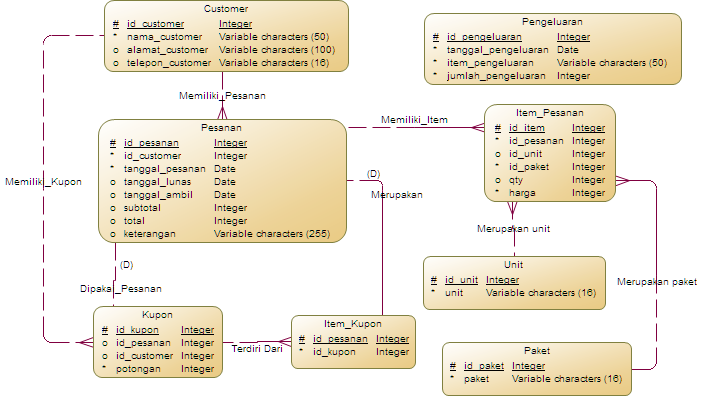 Customer
# id_customer Integer
* nama_customer Variable characters (50)
o alamat_customer Variable characters (100)
o telepon_customer Variable characters (16)
Pengeluaran
# id_pengeluaran Integer
* tanggal_pengeluaran Date
* item_pengeluaran Variable characters (50)
* jumlah_pengeluaran Integer
Memiliki_Pesanan
Memiliki_Item
Item_Pesanan
# id_item Integer
* id_pesanan Integer
o id_unit Integer
* id_paket Integer
o qty Integer
* harga Integer
Pesanan
# id_pesanan Integer
* id_customer Integer
* tanggal_pesanan Date
o tanggal_lunas Date
o tanggal_ambil Date
o subtotal Integer
o total Integer
o keterangan Variable characters (255)
Memiliki_Kupon
(D)
Merupakan
Merupakan unit
(D)
Dipakai_Pesanan
Unit
# id_unit Integer
* unit Variable characters (16)
Merupakan paket
Kupon
# id_kupon Integer
o id_pesanan Integer
o id_customer Integer
* potongan Integer
Terdiri Dari
Item_Kupon
# id_pesanan Integer
* id_kupon Integer
Paket
# id_paket Integer
* paket Variable characters (16)